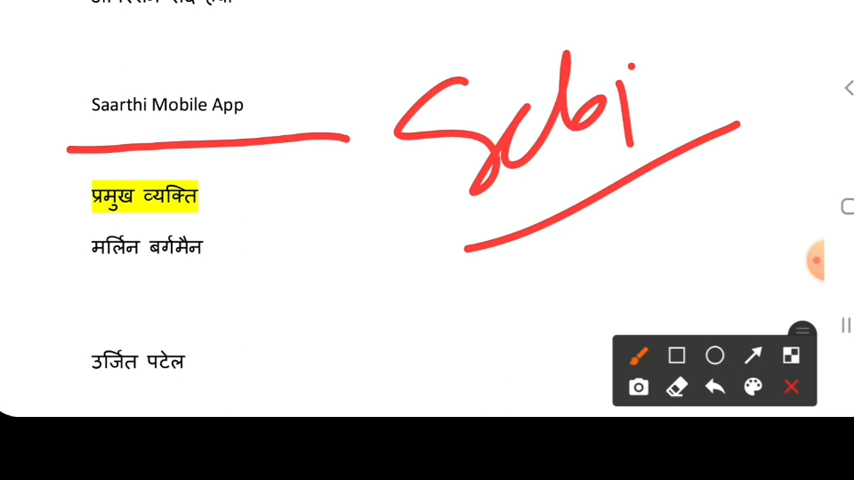 Saarthi Mobile App
Sebi
प्रमुख व्यक्ति
मर्लिन बर्गमैन
उर्जित पटेल